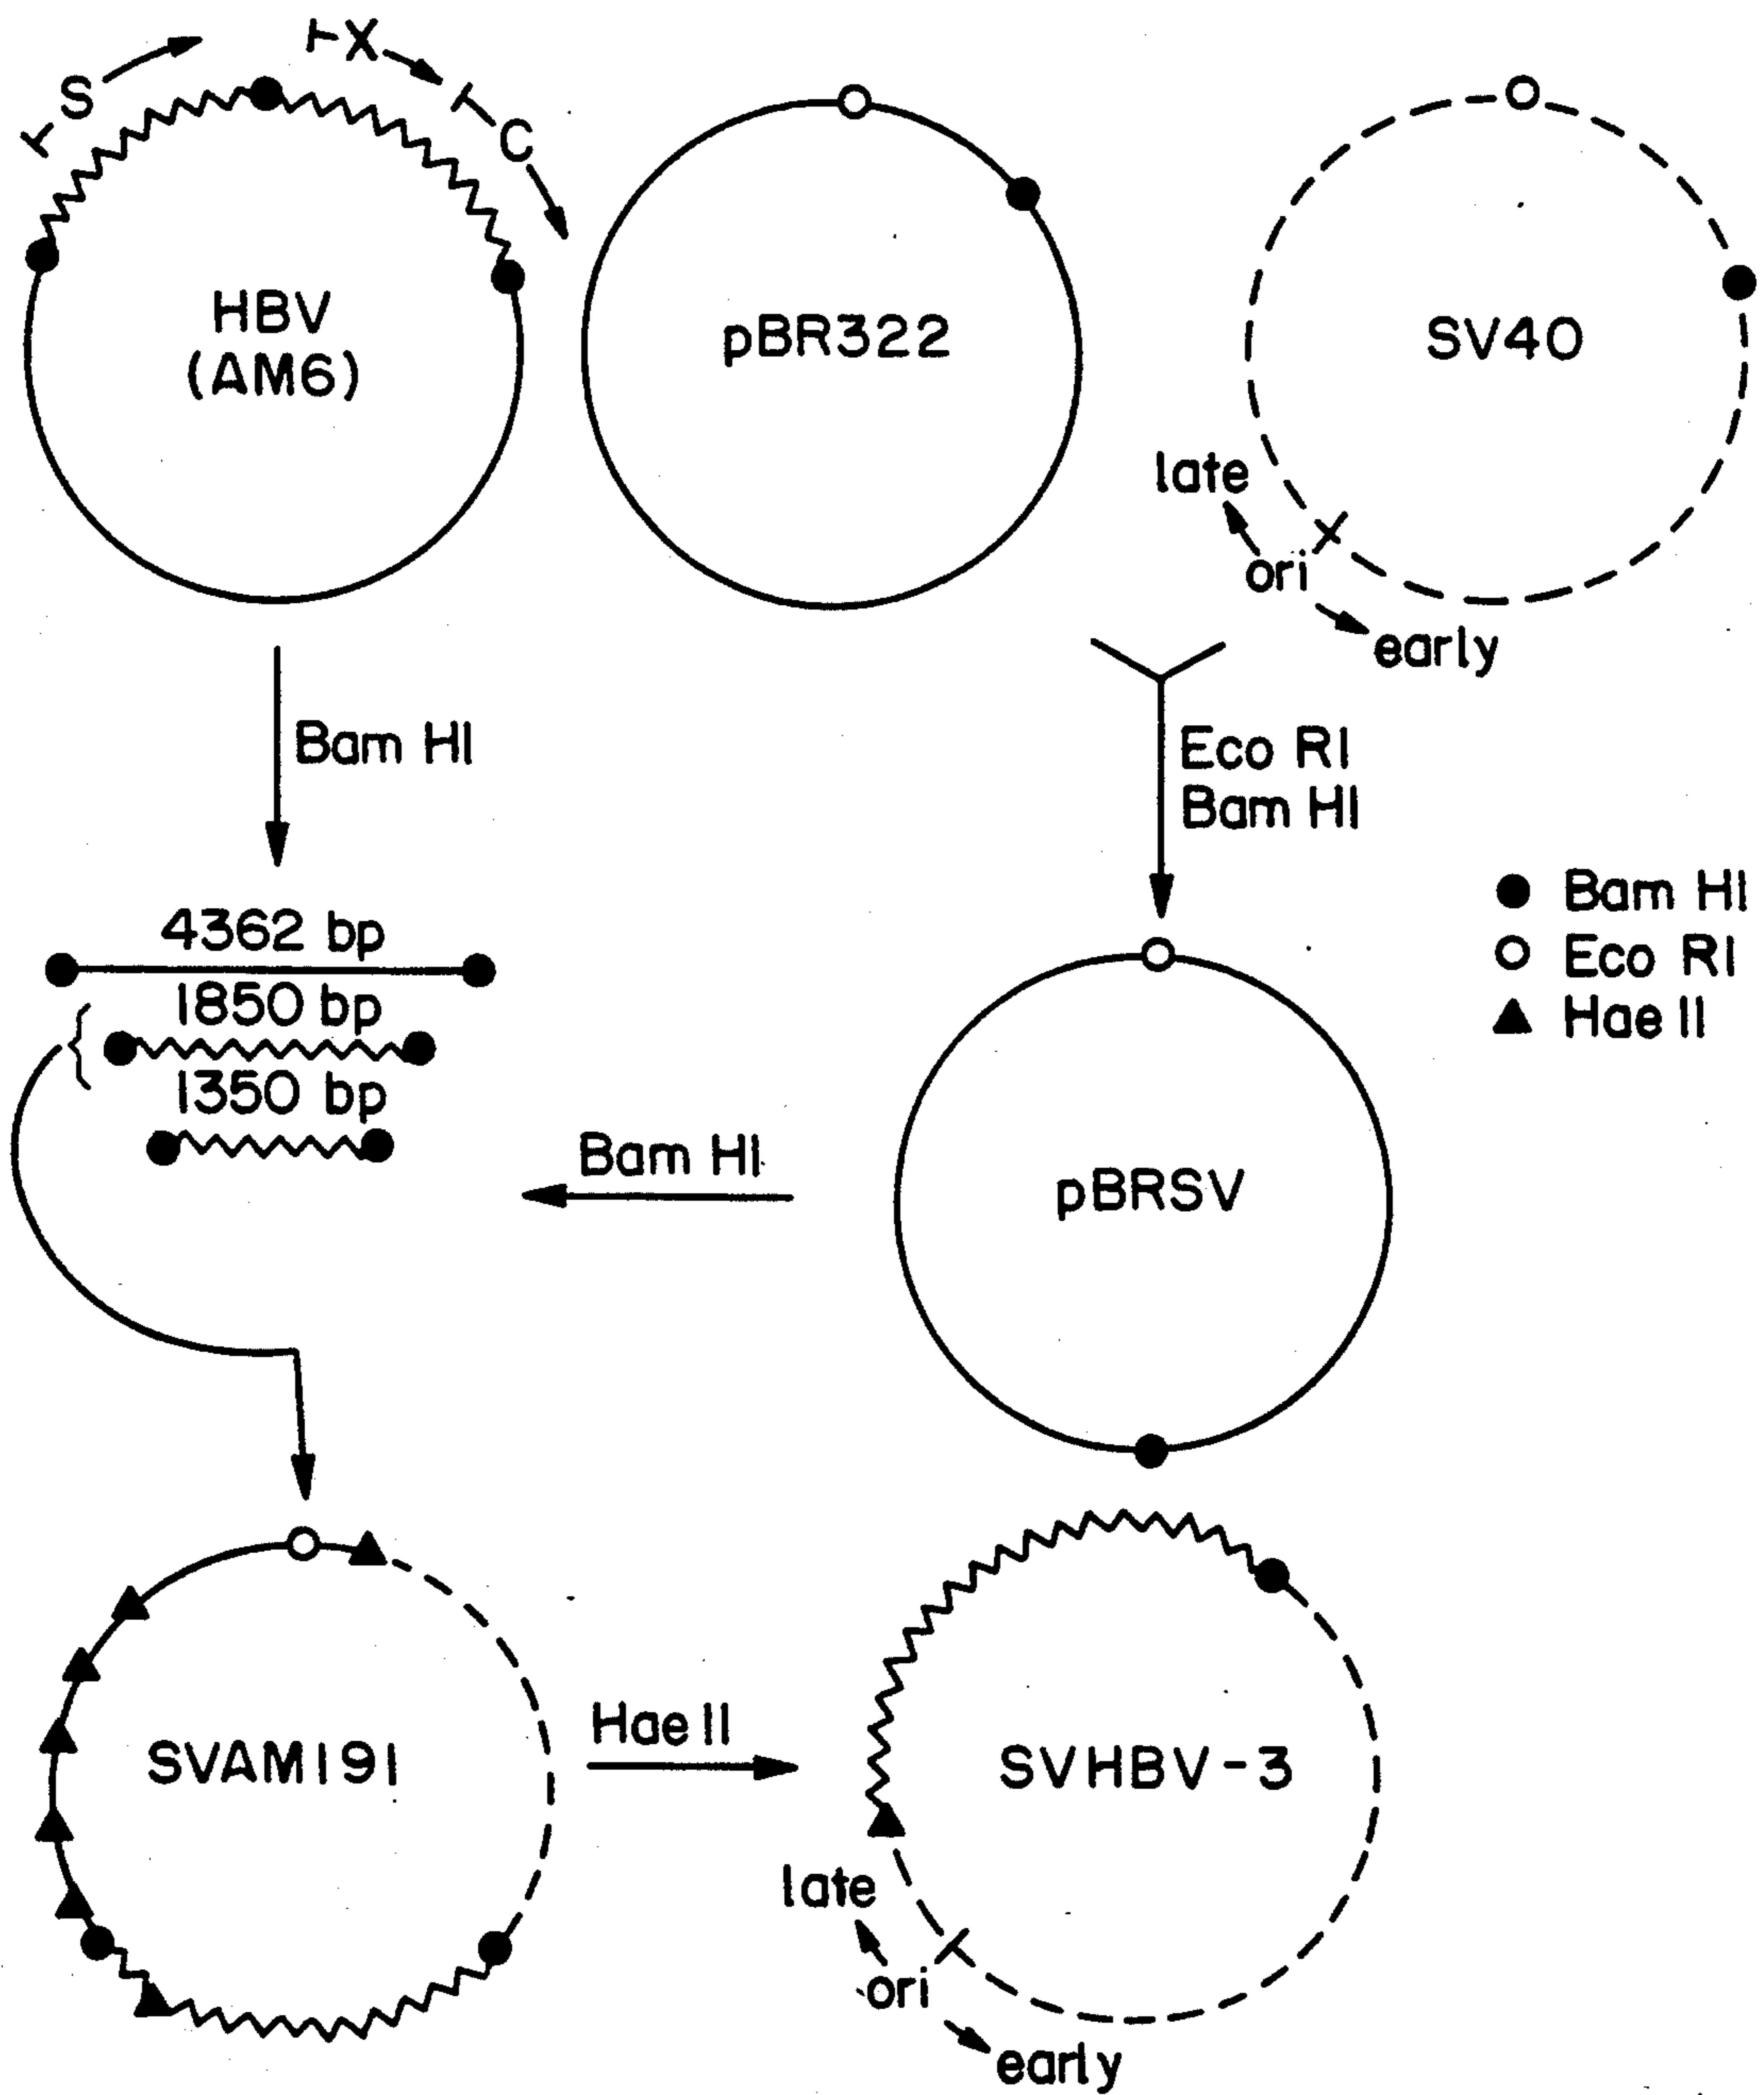 S
X
C
HBV
(AM6)
pBR322
SV40
late
ori
early
Bam HI
Eco RI
Bam HI
4362 bp
1850 bp
1350 bp
Bam HI
Eco RI
Hae II
Bam HI
pBRSV
SVAM191
Hae II
SVHBV-3
late
ori
early